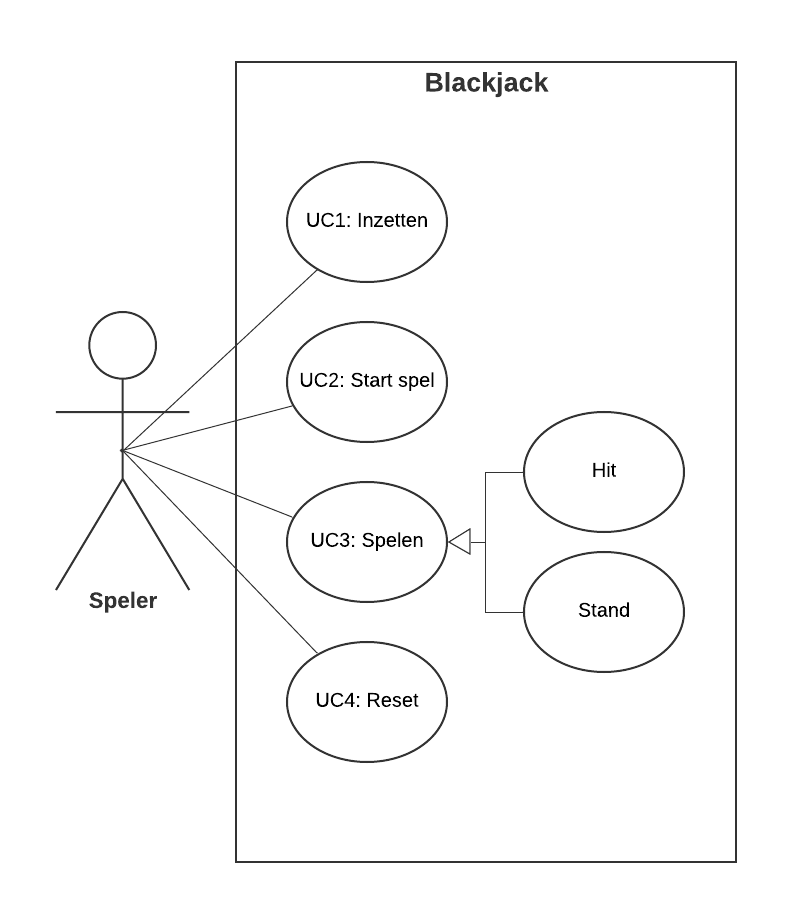 Blackjack
UC1: Inzetten
UC2: Start spel
Hit
UC3: Spelen
Speler
Stand
UC4: Reset